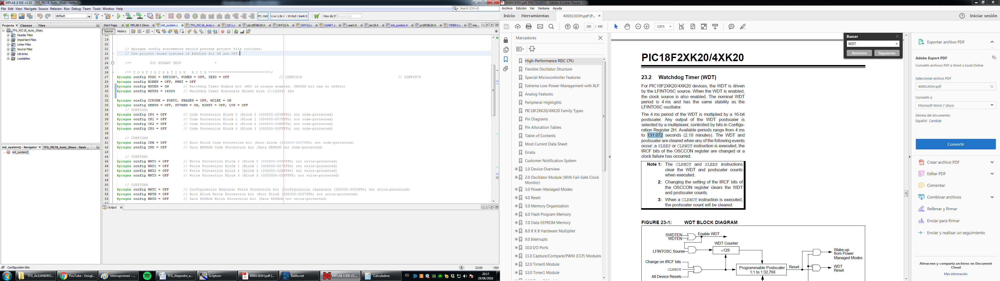 MPLAB X IDE v3.15 - TFG_PIC18_Auto_30sec : default
File Edit View Navigate Source Refactor Run Debug Team Tools Window Help
Search (Ctrl+I)
default
PC: 0x0
n ov z dc c : W:0x0 : bank 0
How do I?
Keyword(s)
Projects
Classes
Files
TFG_PIC18_Auto_30sec
Header Files
Important Files
Linker Files
Source Files
Libraries
Loadables
init_system() - Navigator
TFG_PIC18_Auto_30sec - Dash...
init_system()
Start Page
MPLAB X Store
init_system.c
TFG_PIC18_Auto.c
I2C1.c
pic18f26k20.h
DHT22.h
DHT22.c
USART.c
usart.h
pic18.h
init_system.h
p18f26k20.h
TIMER3.c
ma...
Source
History
18
19
20
21 // #pragma config statements should precede project file includes.
22 // Use project enums instead of #define for ON and OFF.
23
24 /** PIC EUSART TEST *
25
26 /** C O N F I G U R A T I O N B I T S ******************************/
27 #pragma config FOSC = INTIO67, FCMEN = OFF, IESO = OFF // CONFIG1H // CONFIG7H
28 #pragma config BOREN = OFF, PWRT = OFF
29 #pragma config WDTEN = ON // Watchdog Timer Enable bit (WDT is always enabled. SWDTEN bit has no effect)
30 #pragma config WDTPS = 16384 // Watchdog Timer Postscale Select bits (1:16384) 65s
31
32 #pragma config CCP2MX = PORTC, PBADEN = OFF, MCLRE = ON
33 #pragma config DEBUG = OFF, STVREN = ON, XINST = OFF, LVP = OFF
34 // CONFIG5L
35 #pragma config CP0 = OFF // Code Protection Block 0 (Block 0 (000800-003FFFh) not code-protected)
36 #pragma config CP1 = OFF // Code Protection Block 1 (Block 1 (004000-007FFFh) not code-protected)
37 #pragma config CP2 = OFF // Code Protection Block 2 (Block 2 (008000-00BFFFh) not code-protected)
38 #pragma config CP3 = OFF // Code Protection Block 3 (Block 3 (00C000-00FFFFh) not code-protected)
39
40 // CONFIG5H
41 #pragma config CPB = OFF // Boot Block Code Protection bit (Boot block (000000-0007FFh) not code-protected)
42 #pragma config CPD = OFF // Data EEPROM Code Protection bit (Data EEPROM not code-protected)
43
44 // CONFIG6L
45 #pragma config WRT0 = OFF // Write Protection Block 0 (Block 0 (000800-003FFFh) not write-protected)
46 #pragma config WRT1 = OFF // Write Protection Block 1 (Block 1 (004000-007FFFh) not write-protected)
47 #pragma config WRT2 = OFF // Write Protection Block 2 (Block 2 (008000-00BFFFh) not write-protected)
48 #pragma config WRT3 = OFF // Write Protection Block 3 (Block 3 (00C000h-00FFFFh) not write-protected)
49
50 // CONFIG6H
51 #pragma config WRTC = OFF // Configuration Register Write Protection bit (Configuration registers (300000-3000FFh) not write-protected)
52 #pragma config WRTB = OFF // Boot Block Write Protection bit (Boot Block (000000-0007FFh) not write-protected)
53 #pragma config WRTD = OFF // Data EEPROM Write Protection bit (Data EEPROM not write-protected)
Output
Configuration Bits
3
22:60
INS
TFG_ALEJANDRO...
YouTube - Googl...
interrupciones - ...
TFG_Alejandro_a...
Scriptum
40001303H.pdf (...
Battle.net
MPLAB X IDE v3....
Calculadora
ES
20:17
29/08/2016
40001303H.pdf (PROTEGIDO) - Adobe Acrobat Reader DC
Archivo Edición Ver Ventana Ayuda
Inicio
Herramientas
40001303H.pdf (P...
Iniciar sesión
290 / 440
120%
Marcadores
High-Performance RISC CPU
Flexible Oscillator Structure
Special Microcontroller Features
Extreme Low-Power Management with XLP
Analog Features
Peripheral Highlights
PIC18F2XK20/4XK20 Family Types
Pin Diagrams
Pin Allocation Tables
Table of Contents
Most Current Data Sheet
Errata
Customer Notification System
1.0 Device Overview
2.0 Oscillator Module (With Fail-Safe Clock
Monitor)
3.0 Power-Managed Modes
4.0 Reset
5.0 Memory Organization
6.0 Flash Program Memory
7.0 Data EEPROM Memory
8.0 8 X 8 Hardware Multiplier
9.0 Interrupts
10.0 I/O Ports
11.0 Capture/Compare/PWM (CCP) Modules
12.0 Timer0 Module
13.0 Timer1 Module
Buscar
WDT
Anterior
Siguiente
PIC18F2XK20/4XK20
23.2 Watchdog Timer (WDT)
For PIC18F2XK20/4XK20 devices, the WDT is driven
by the LFINTOSC source. When the WDT is enabled,
the clock source is also enabled. The nominal WDT
period is 4 ms and has the same stability as the
LFINTOSC oscillator.
The 4 ms period of the WDT is multiplied by a 16-bit
postscaler. Any output of the WDT postscaler is
selected by a multiplexer, controlled by bits in Configu-
ration Register 2H. Available periods range from 4 ms
to 131.072 seconds (2.18 minutes). The WDT and
postscaler are cleared when any of the following events
occur: a SLEEP or CLRWDT instruction is executed, the
IRCF bits of the OSCCON register are changed or a
clock failure has occurred.
Note 1: The CLRWDT and SLEEP instructions
clear the WDT and postscaler counts
when executed.
2: Changing the setting of the IRCF bits of
the OSCCON register clears the WDT
and postscaler counts.
3: When a CLRWDT instruction is executed,
the postscaler count will be cleared.
FIGURE 23-1: WDT BLOCK DIAGRAM
SWDTEN
WDTEN
Enable WDT
WDT Counter
LFINTOSC Source
÷128
Wake-up
from Power
Managed Modes
Change on IRCF bits
CLRWDT
All Device Resets
Programmable Postscaler
1:1 to 1:32,768
Reset
WDT
Reset
Exportar archivo PDF
Adobe Export PDF
Convertir archivos PDF a Word o Excel Online
Seleccionar archivo PDF
40001303H.pdf
Convertir a
Microsoft Word (*.docx)
Idioma del documento:
Español Cambiar
Convertir
Crear archivo PDF
Editar PDF
Comentar
Combinar archivos
Rellenar y firmar
Enviar para firmar
Enviar y realizar un seguimiento
Almacene y comparta archivos en Document
Cloud
Más información